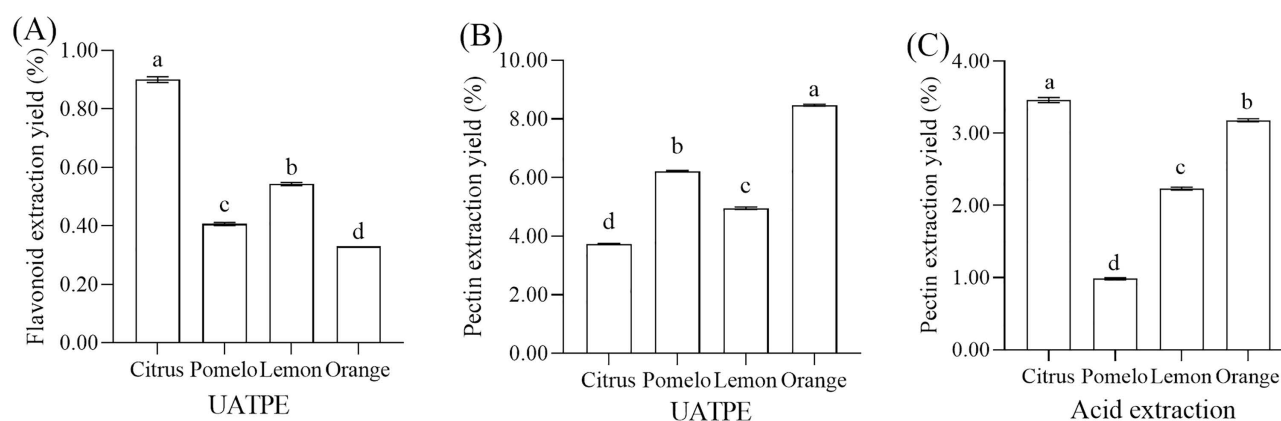 (A)
Flavonoid extraction yield (%)
1.00
0.80
0.60
0.40
0.20
0.00
a
c
b
d
Citrus Pomelo Lemon Orange
UATPE
(B)
Pectin extraction yield (%)
10.00
8.00
6.00
4.00
2.00
0.00
d
b
c
a
Citrus Pomelo Lemon Orange
UATPE
(C)
Pectin extraction yield (%)
4.00
3.00
2.00
1.00
0.00
a
d
c
b
Citrus Pomelo Lemon Orange
Acid extraction